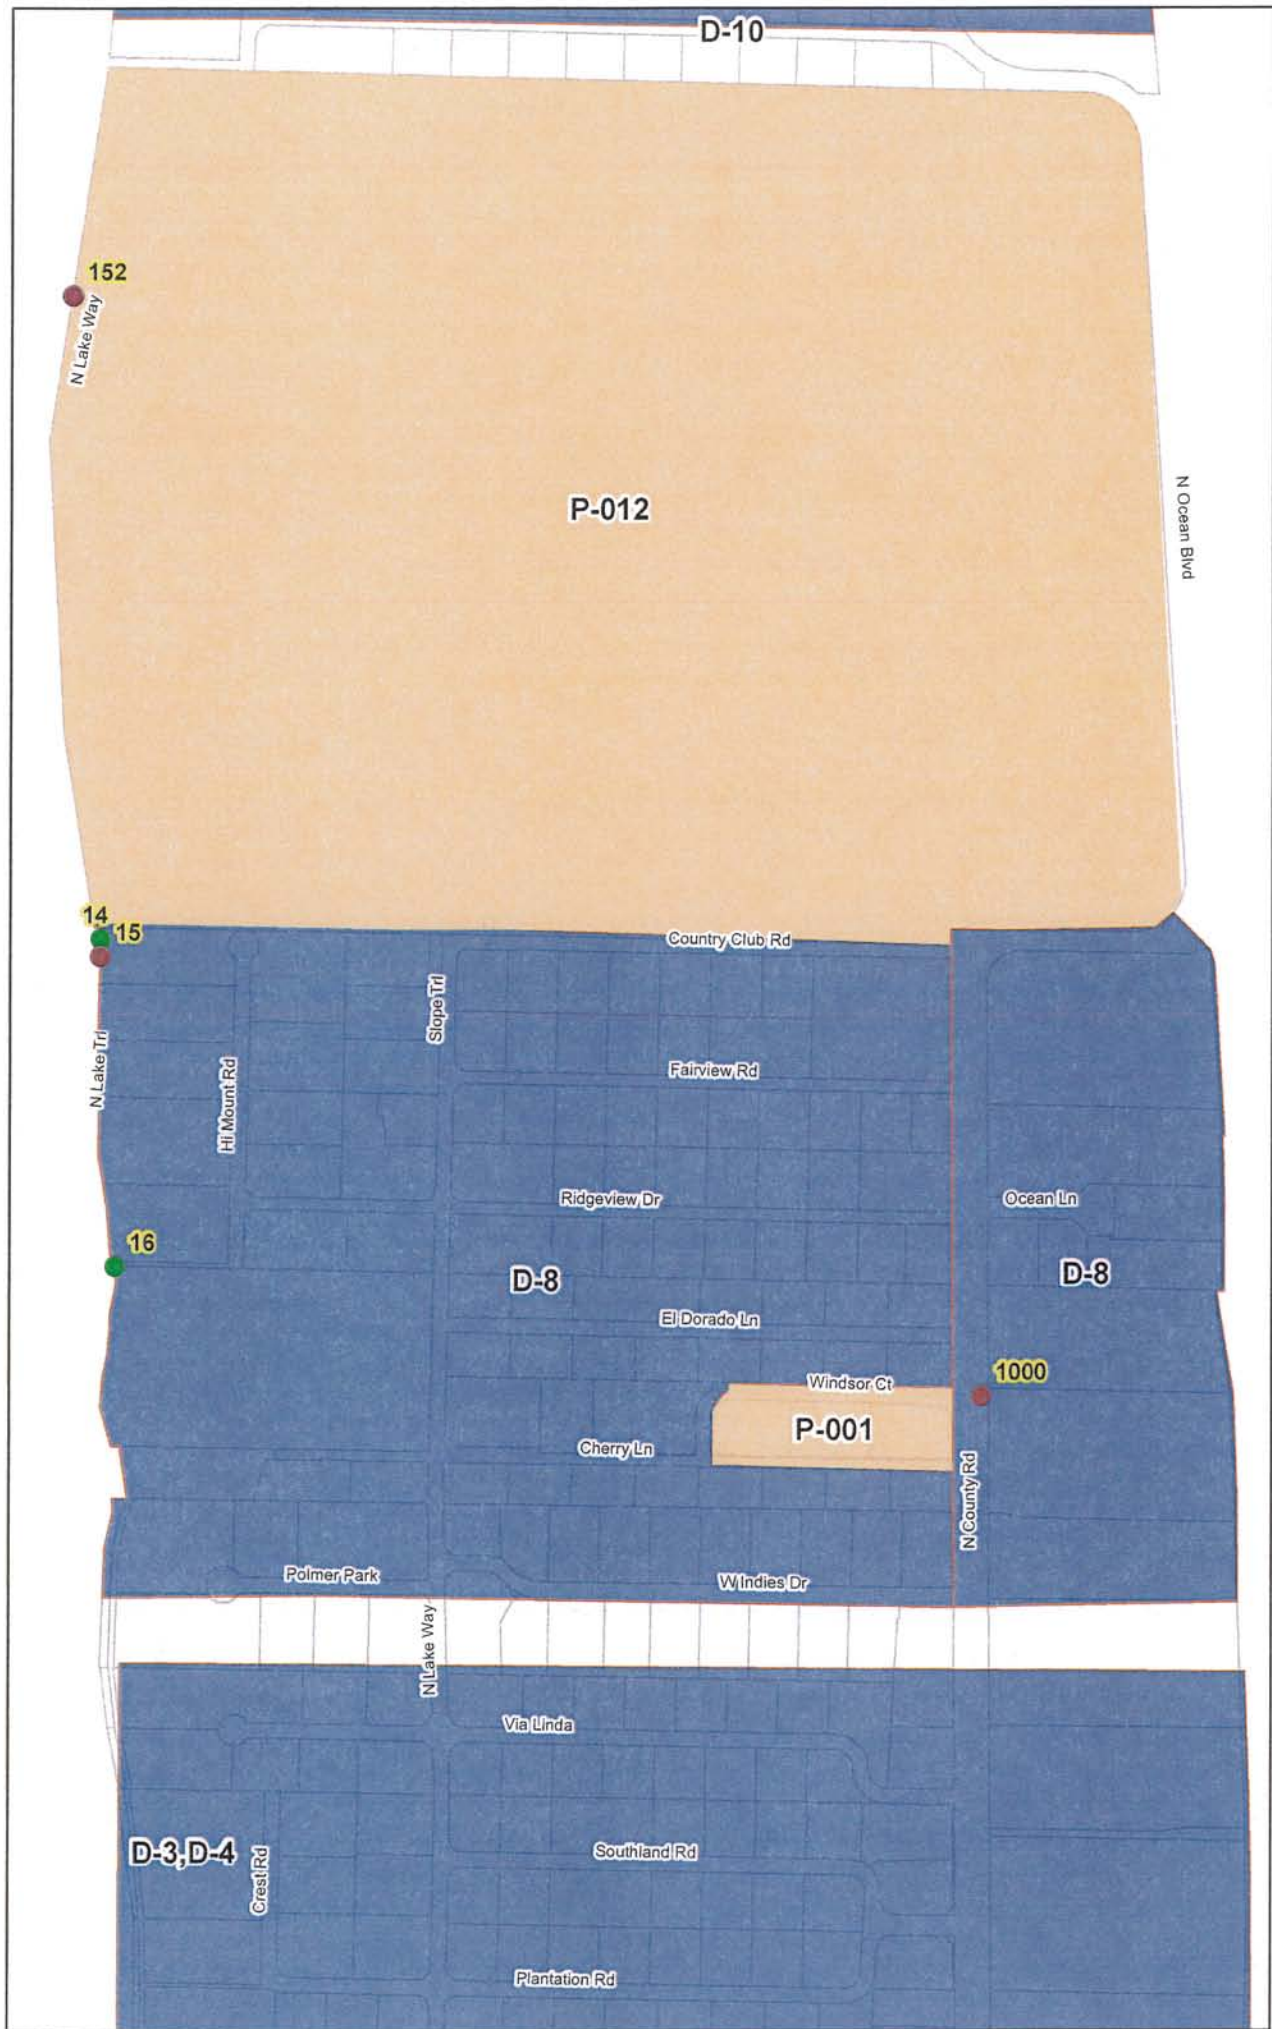 D-10
152
N Lake Way
P-012
N Ocean Blvd
14
15
Country Club Rd
Slope Trl
N Lake Trl
Hi Mount Rd
Fairview Rd
Ridgeview Dr
Ocean Ln
16
D-8
D-8
El Dorado Ln
1000
Windsor Ct
P-001
Cherry Ln
N County Rd
Polmer Park
W Indies Dr
N Lake Way
Via Linda
D-3,D-4
Crest Rd
Southland Rd
Plantation Rd